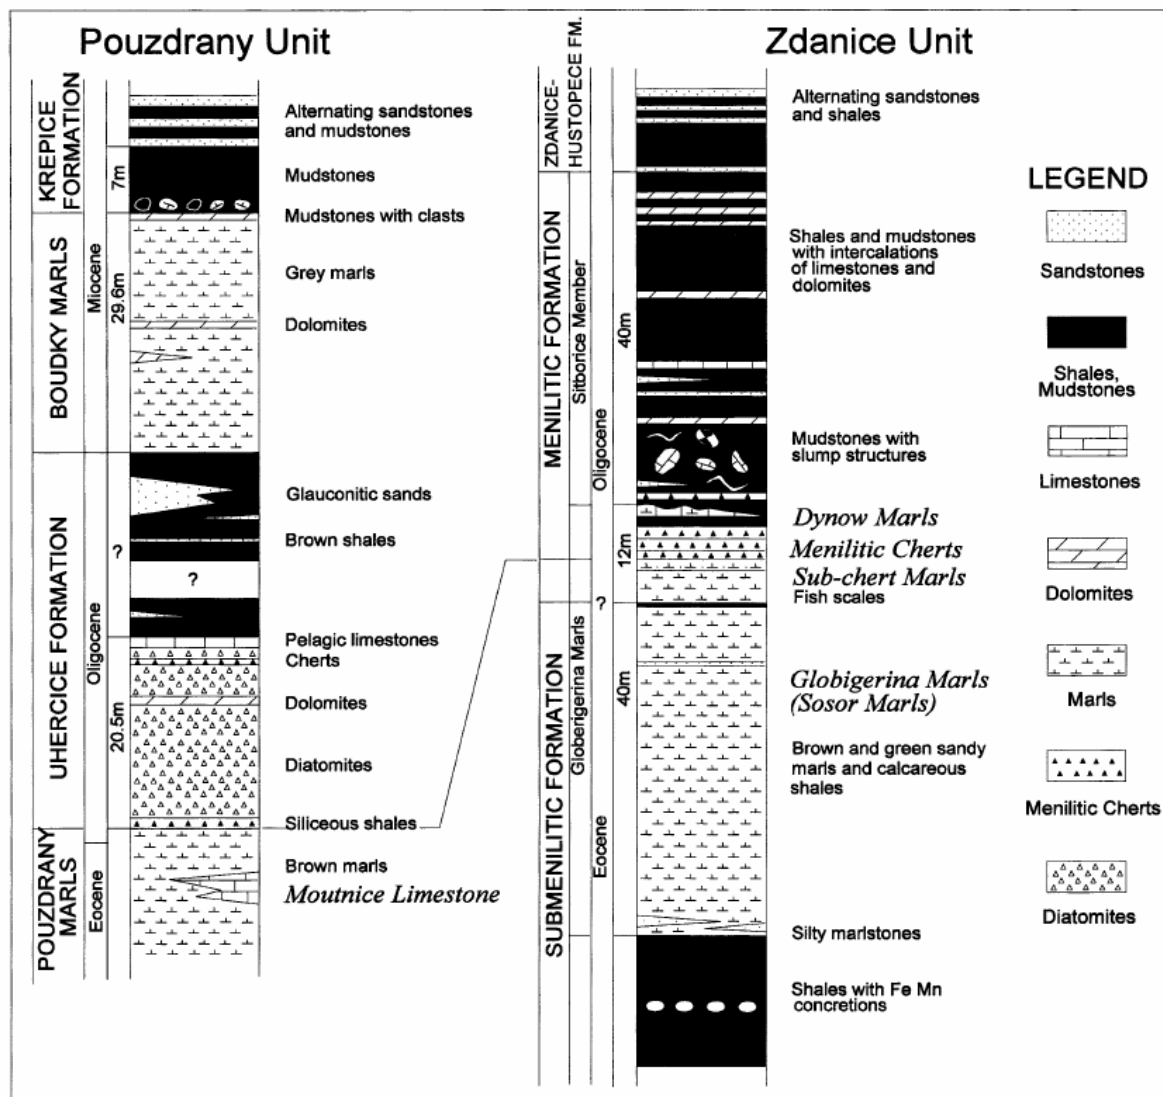 Pouzdrany Unit
KREPICE
FORMATION
BOUDKY MARLS
UHERCICE FORMATION
POUZDRANY
MARLS
Miocene
Oligocene
Eocene
7m
29.6m
?
20.5m
?
Alternating sandstones
and mudstones
Mudstones
Mudstones with clasts
Grey marls
Dolomites
Glauconitic sands
Brown shales
Pelagic limestones
Cherts
Dolomites
Diatomites
Siliceous shales
Brown marls
Moutnice Limestone
Zdanice Unit
ZDANICE-
HUSTOPECE FM.
MENILITIC FORMATION
SUBMENILITIC FORMATION
Sitborice Member
Globerigerina Marls
Oligocene
?
Eocene
40m
12m
40m
Alternating sandstones
and shales
Shales and mudstones
with intercalations
of limestones and
dolomites
Mudstones with
slump structures
Dynow Marls
Menilitic Cherts
Sub-chert Marls
Fish scales
Globigerina Marls
(Sosor Marls)
Brown and green sandy
marls and calcareous
shales
Silty marlstones
Shales with Fe Mn
concretions
LEGEND
Sandstones
Shales,
Mudstones
Limestones
Dolomites
Marls
Menilitic Cherts
Diatomites